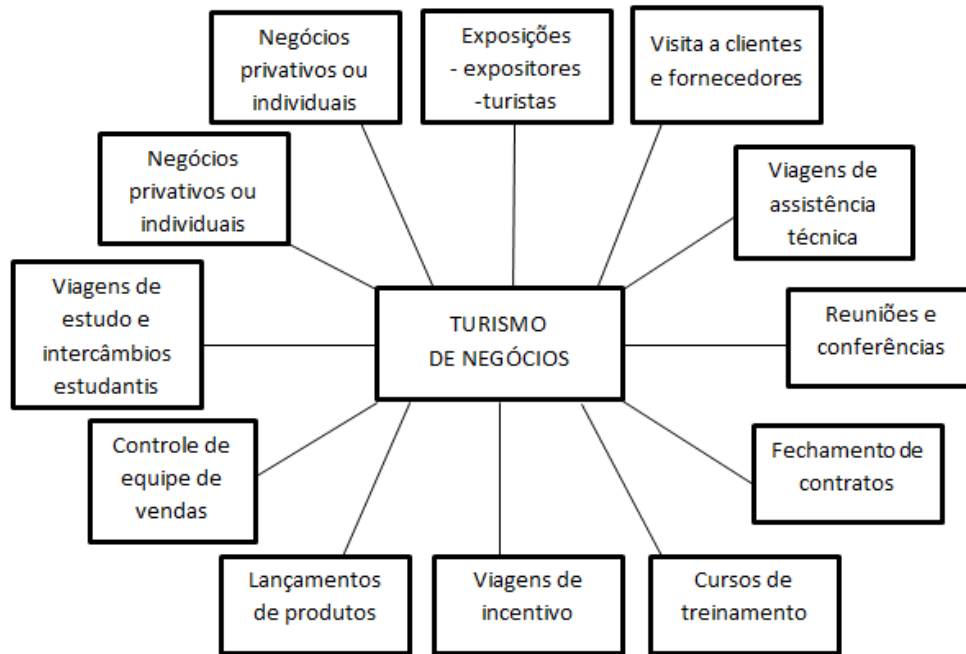 Negócios
privativos ou
individuais
Exposições
- expositores
-turistas
Visita a clientes
e fornecedores
Negócios
privativos ou
individuais
Viagens de
assistência
técnica
Viagens de
estudo e
intercâmbios
estudantis
TURISMO
DE NEGÓCIOS
Reuniões e
conferências
Controle de
equipe de
vendas
Fechamento de
contratos
Lançamentos
de produtos
Viagens de
incentivo
Cursos de
treinamento